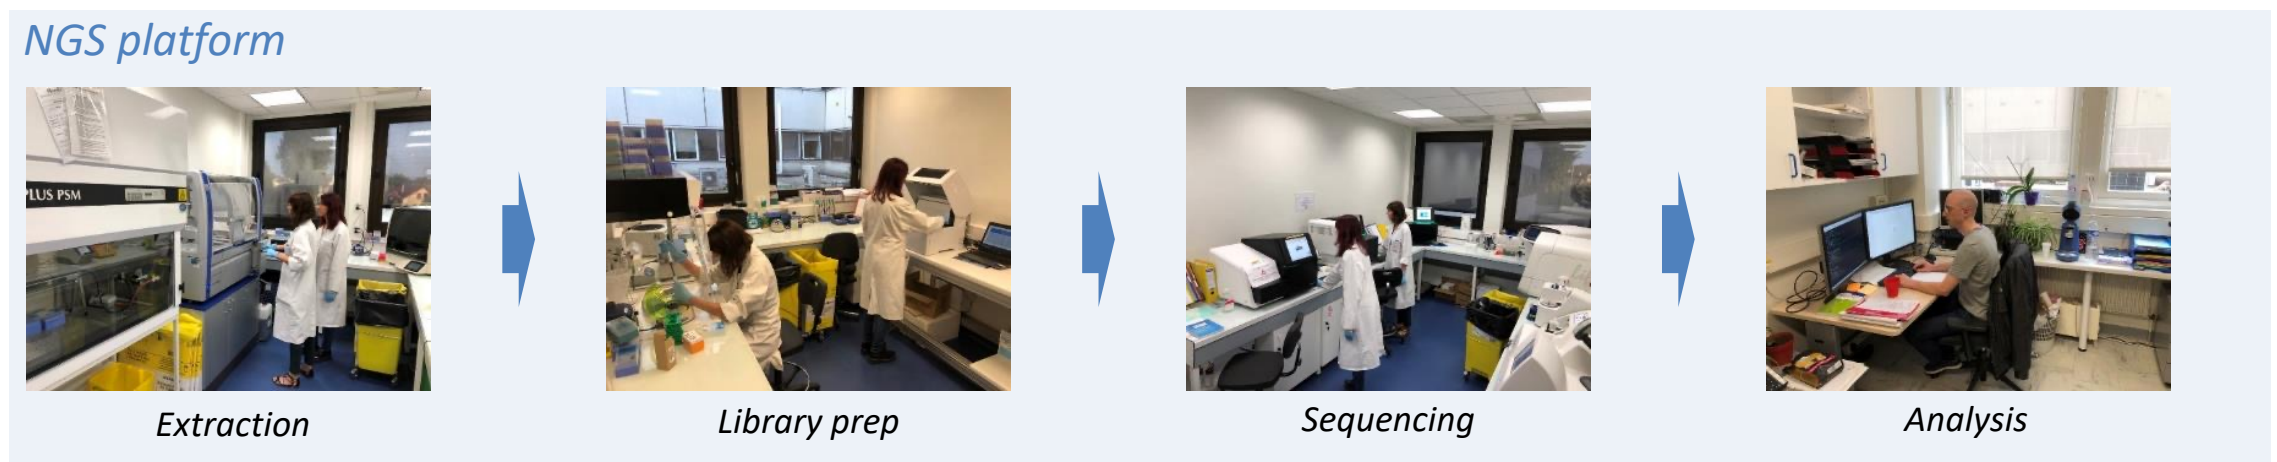 NGS platform
PLUS PSM
Extraction
Library prep
Sequencing
Analysis